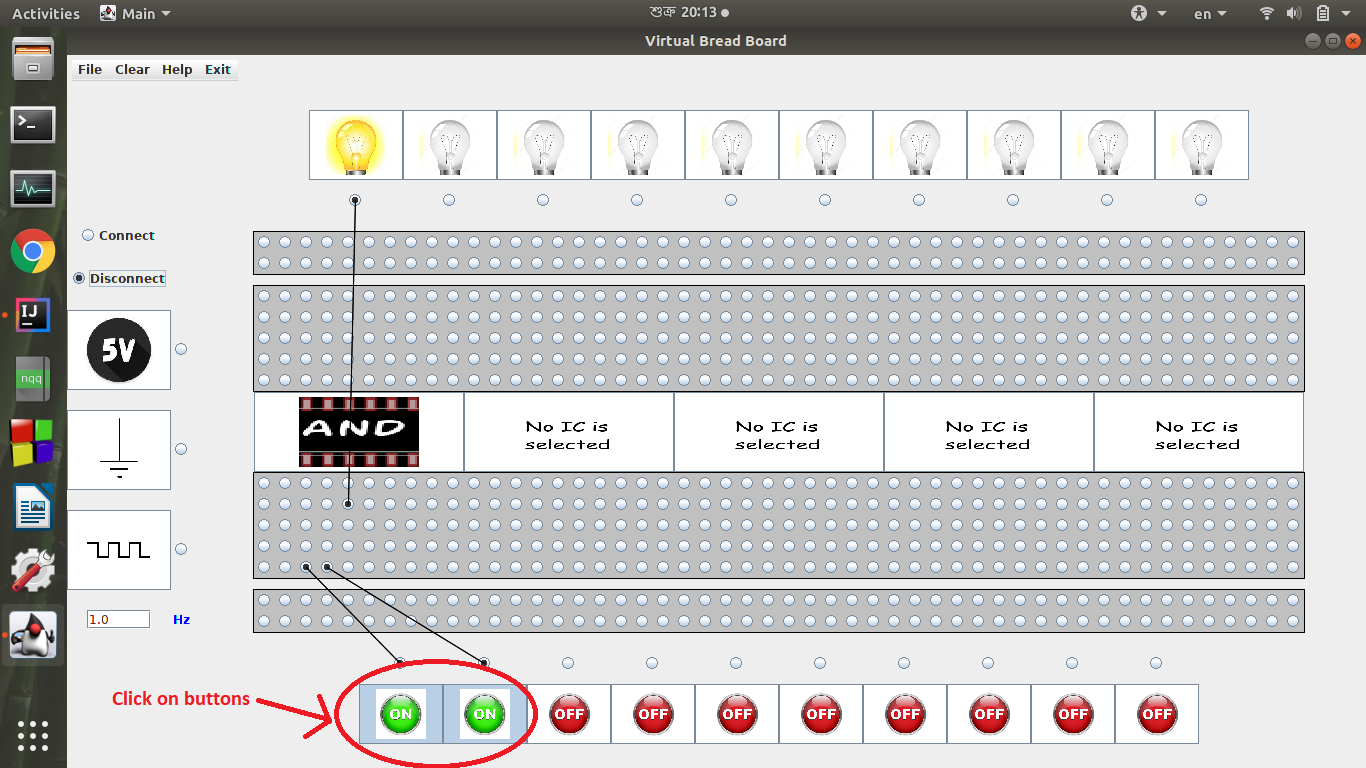 Activities Main শুক্র 20:13 en
Virtual Bread Board
File Clear Help Exit
Connect
Disconnect
IJ
5V
nqq
AND
No IC is
selected
No IC is
selected
No IC is
selected
No IC is
selected
1.0 Hz
Click on buttons
ON ON OFF OFF OFF OFF OFF OFF OFF OFF